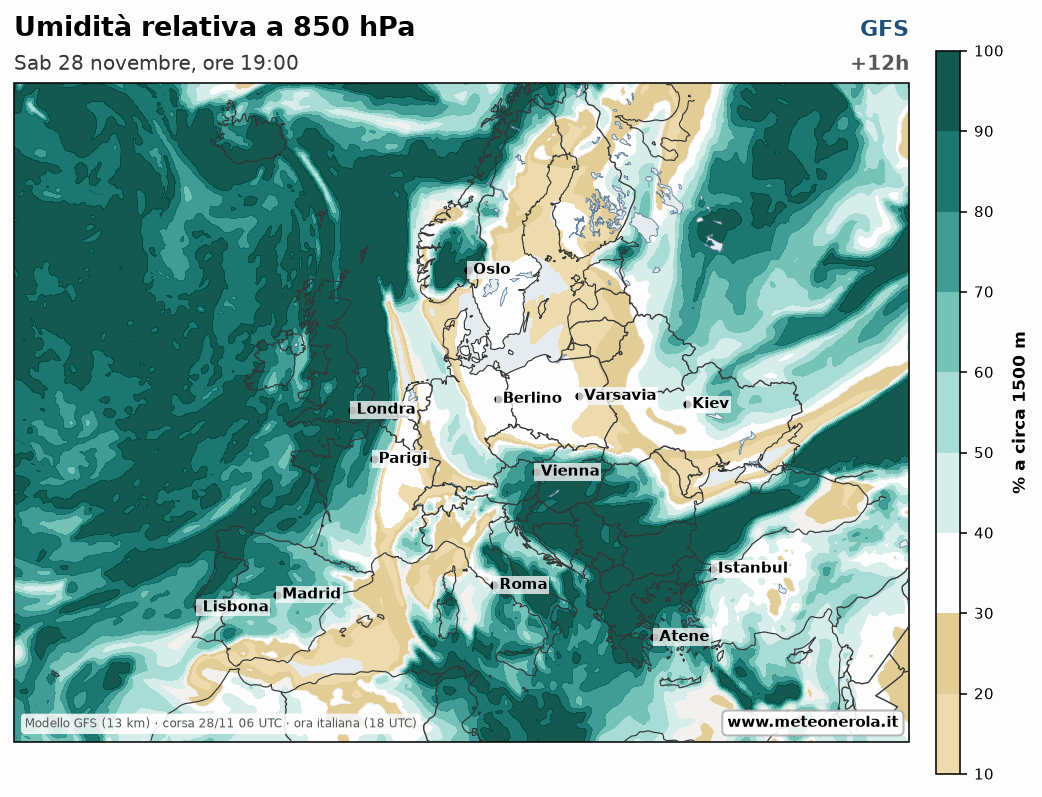 Umidità relativa a 850 hPa
GFS
Sab 28 novembre, ore 19:00
+12h
100
90
80
70
60
50
40
30
20
10
% a circa 1500 m
Oslo
Berlino
Varsavia
Kiev
Londra
Parigi
Vienna
Istanbul
Roma
Madrid
Lisbona
Atene
Modello GFS (13 km) · corsa 28/11 06 UTC · ora italiana (18 UTC)
www.meteonerola.it